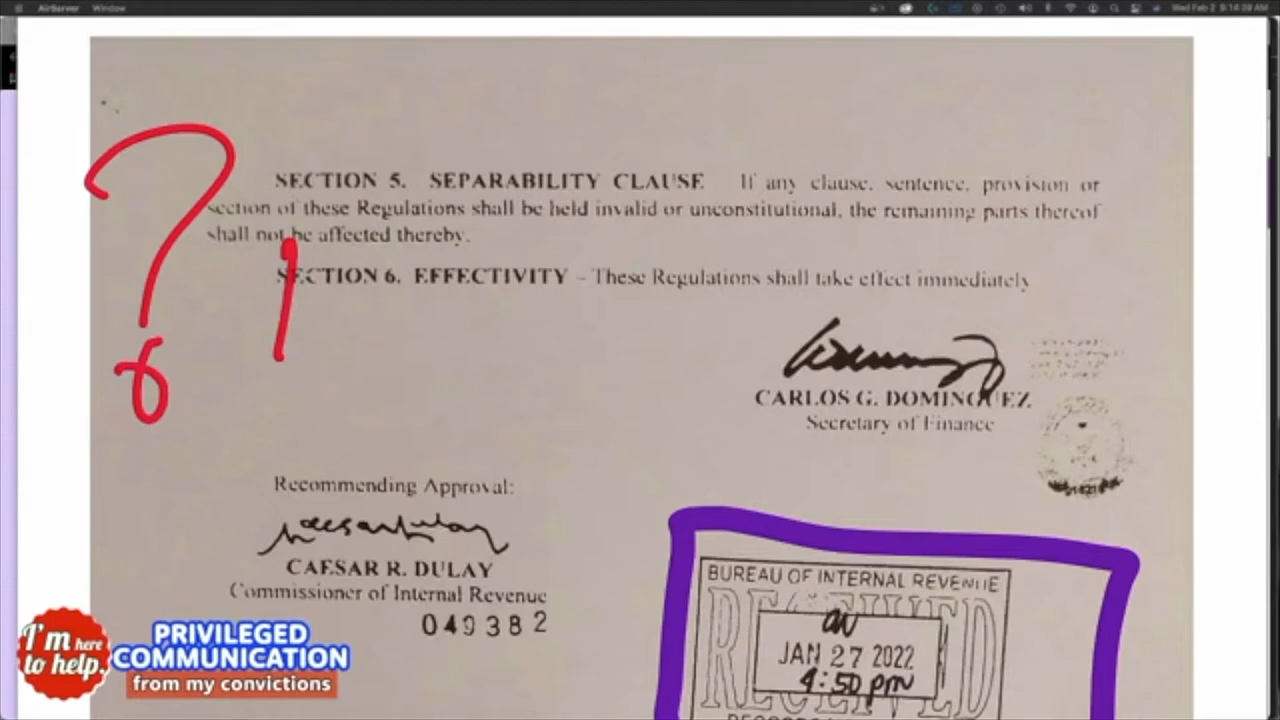 AirServer Window
Wed Feb 2
SECTION 5. SEPARABILITY CLAUSE If any clause, sentence, provision or
section of these Regulations shall be held invalid or unconstitutional, the remaining parts thereof
shall not be affected thereby.
SECTION 6. EFFECTIVITY – These Regulations shall take effect immediately
CARLOS G. DOMINGUEZ
Secretary of Finance
Recommending Approval:
CAESAR R. DULAY
Commissioner of Internal Revenue
049382
BUREAU OF INTERNAL REVENUE
RECEIVED
JAN 27 2022
4:50 pm
I'm here
to help.
PRIVILEGED
COMMUNICATION
from my convictions